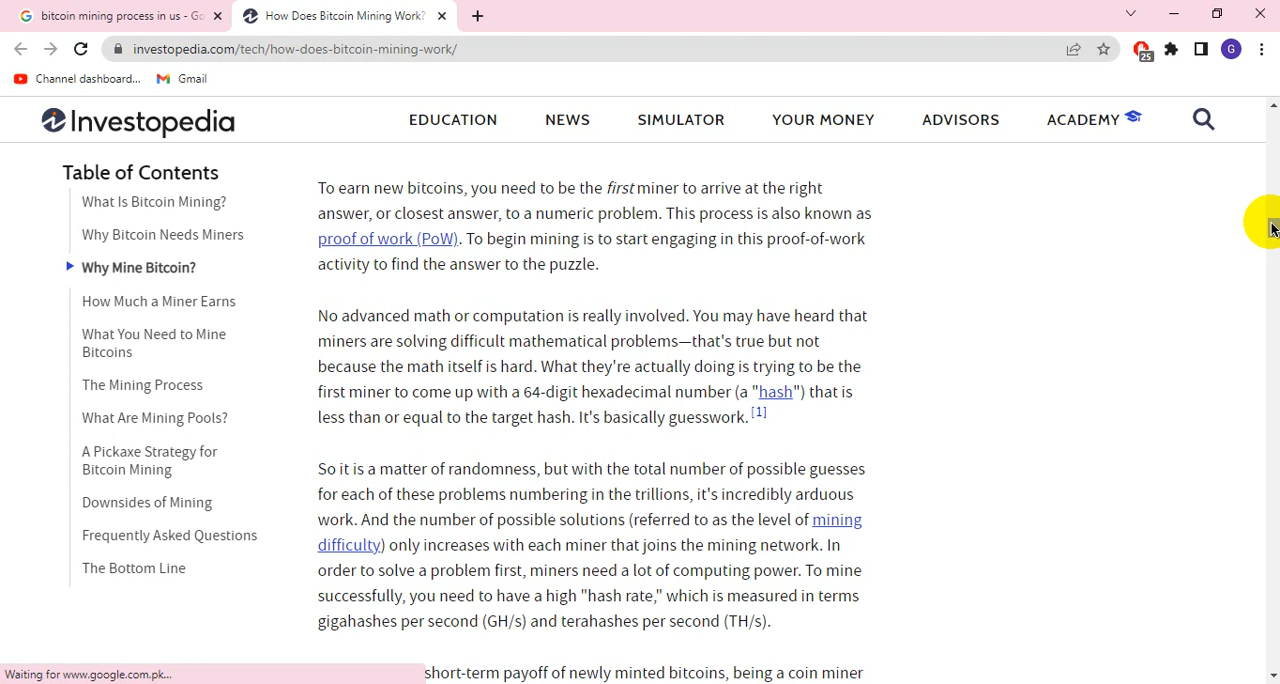 bitcoin mining process in us - Go
How Does Bitcoin Mining Work?
investopedia.com/tech/how-does-bitcoin-mining-work/
25
G
Channel dashboard...
Gmail
Investopedia
EDUCATION
NEWS
SIMULATOR
YOUR MONEY
ADVISORS
ACADEMY
Table of Contents
What Is Bitcoin Mining?
Why Bitcoin Needs Miners
Why Mine Bitcoin?
How Much a Miner Earns
What You Need to Mine
Bitcoins
The Mining Process
What Are Mining Pools?
A Pickaxe Strategy for
Bitcoin Mining
Downsides of Mining
Frequently Asked Questions
The Bottom Line
To earn new bitcoins, you need to be the first miner to arrive at the right
answer, or closest answer, to a numeric problem. This process is also known as
proof of work (PoW). To begin mining is to start engaging in this proof-of-work
activity to find the answer to the puzzle.
No advanced math or computation is really involved. You may have heard that
miners are solving difficult mathematical problems—that's true but not
because the math itself is hard. What they're actually doing is trying to be the
first miner to come up with a 64-digit hexadecimal number (a "hash") that is
less than or equal to the target hash. It's basically guesswork. [1]
So it is a matter of randomness, but with the total number of possible guesses
for each of these problems numbering in the trillions, it's incredibly arduous
work. And the number of possible solutions (referred to as the level of mining
difficulty) only increases with each miner that joins the mining network. In
order to solve a problem first, miners need a lot of computing power. To mine
successfully, you need to have a high "hash rate," which is measured in terms
gigahashes per second (GH/s) and terahashes per second (TH/s).
short-term payoff of newly minted bitcoins, being a coin miner
Waiting for www.google.com.pk...